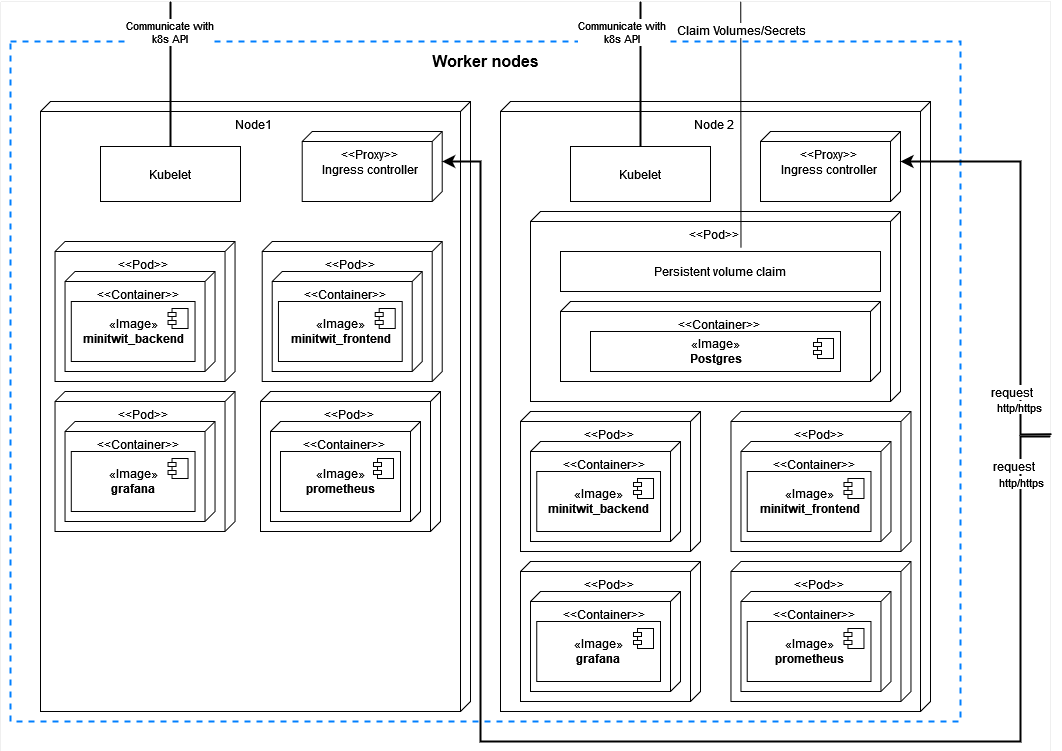 Communicate with
k8s API
Communicate with
k8s API
Claim Volumes/Secrets
Worker nodes
Node1
<<Proxy>>
Ingress controller
Kubelet
<<Pod>>
<<Container>>
«Image»
minitwit_backend
<<Pod>>
<<Container>>
«Image»
minitwit_frontend
<<Pod>>
<<Container>>
«Image»
grafana
<<Pod>>
<<Container>>
«Image»
prometheus
Node 2
<<Proxy>>
Ingress controller
Kubelet
<<Pod>>
Persistent volume claim
<<Container>>
«Image»
Postgres
<<Pod>>
<<Container>>
«Image»
minitwit_backend
<<Pod>>
<<Container>>
«Image»
minitwit_frontend
<<Pod>>
<<Container>>
«Image»
grafana
<<Pod>>
<<Container>>
«Image»
prometheus
request
http/https
request
http/https